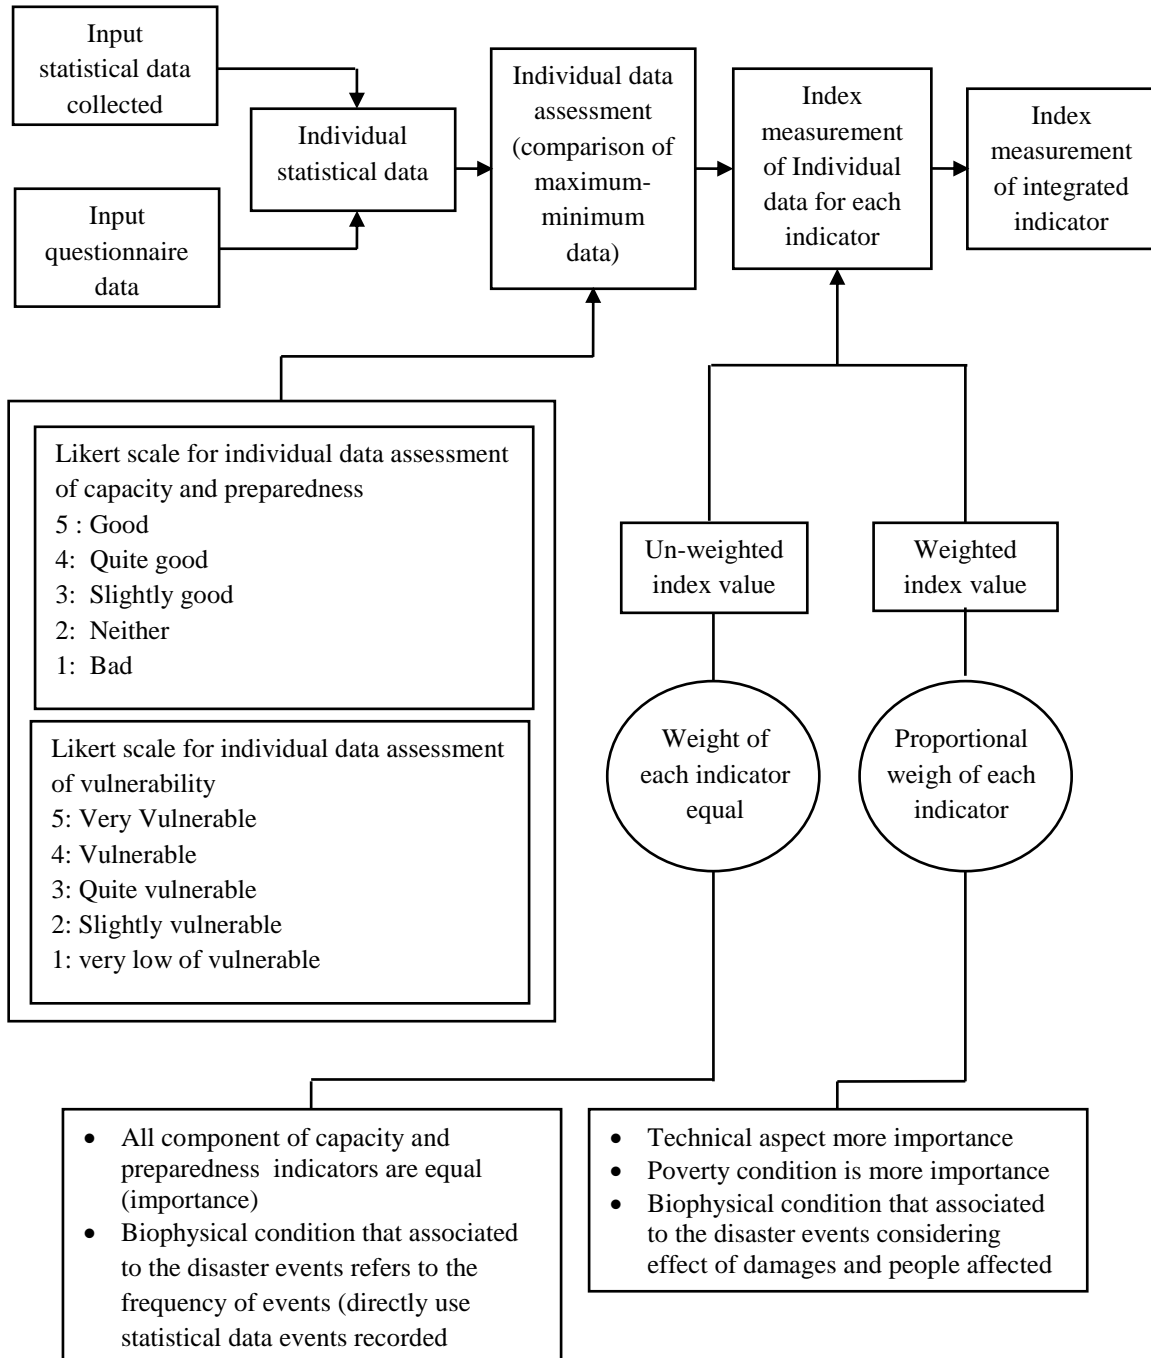 Input
statistical data
collected
Input
questionnaire
data
Individual
statistical data
Individual data
assessment
(comparison of
maximum-
minimum
data)
Index
measurement
of Individual
data for each
indicator
Index
measurement
of integrated
indicator
Likert scale for individual data assessment
of capacity and preparedness
5 : Good
4:  Quite good
3:  Slightly good
2:  Neither
1:  Bad
Likert scale for individual data assessment
of vulnerability
5: Very Vulnerable
4: Vulnerable
3: Quite vulnerable
2: Slightly vulnerable
1: very low of vulnerable
Un-weighted
index value
Weighted
index value
Weight of
each indicator
equal
Proportional
weigh of each
indicator
• All component of capacity and
preparedness  indicators are equal
(importance)
• Biophysical condition that associated
to the disaster events refers to the
frequency of events (directly use
statistical data events recorded
• Technical aspect more importance
• Poverty condition is more importance
• Biophysical condition that associated
to the disaster events considering
effect of damages and people affected